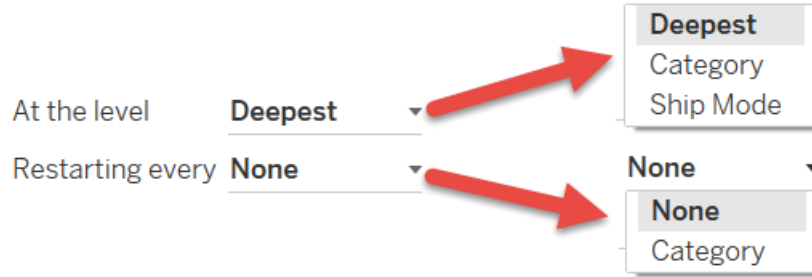 At the level Deepest
Restarting every None
Deepest
Category
Ship Mode
None
None
Category